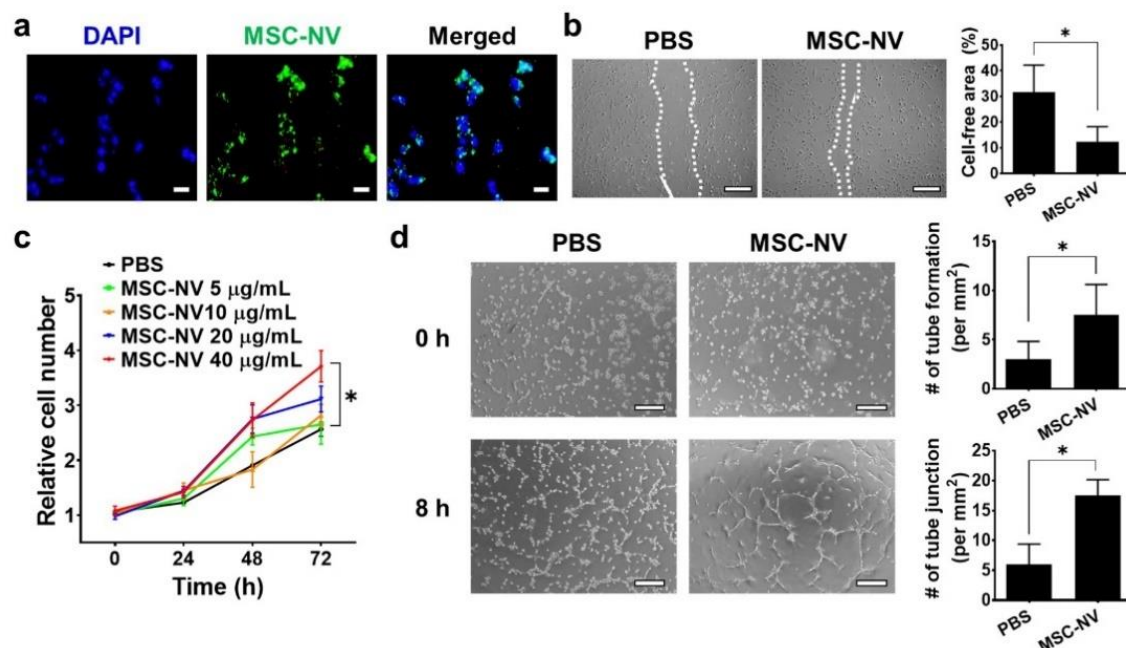 a
DAPI
MSC-NV
Merged
b
PBS
MSC-NV
Cell-free area (%)
50
40
30
20
10
0
*
PBS
MSC-NV
c
PBS
MSC-NV 5 μg/mL
MSC-NV10 μg/mL
MSC-NV 20 μg/mL
MSC-NV 40 μg/mL
*
Relative cell number
5
4
3
2
1
0
24
48
72
Time (h)
d
PBS
MSC-NV
0 h
8 h
# of tube formation
(per mm²)
15
10
5
0
*
PBS
MSC-NV
# of tube junction
(per mm²)
25
20
15
10
5
0
*
PBS
MSC-NV